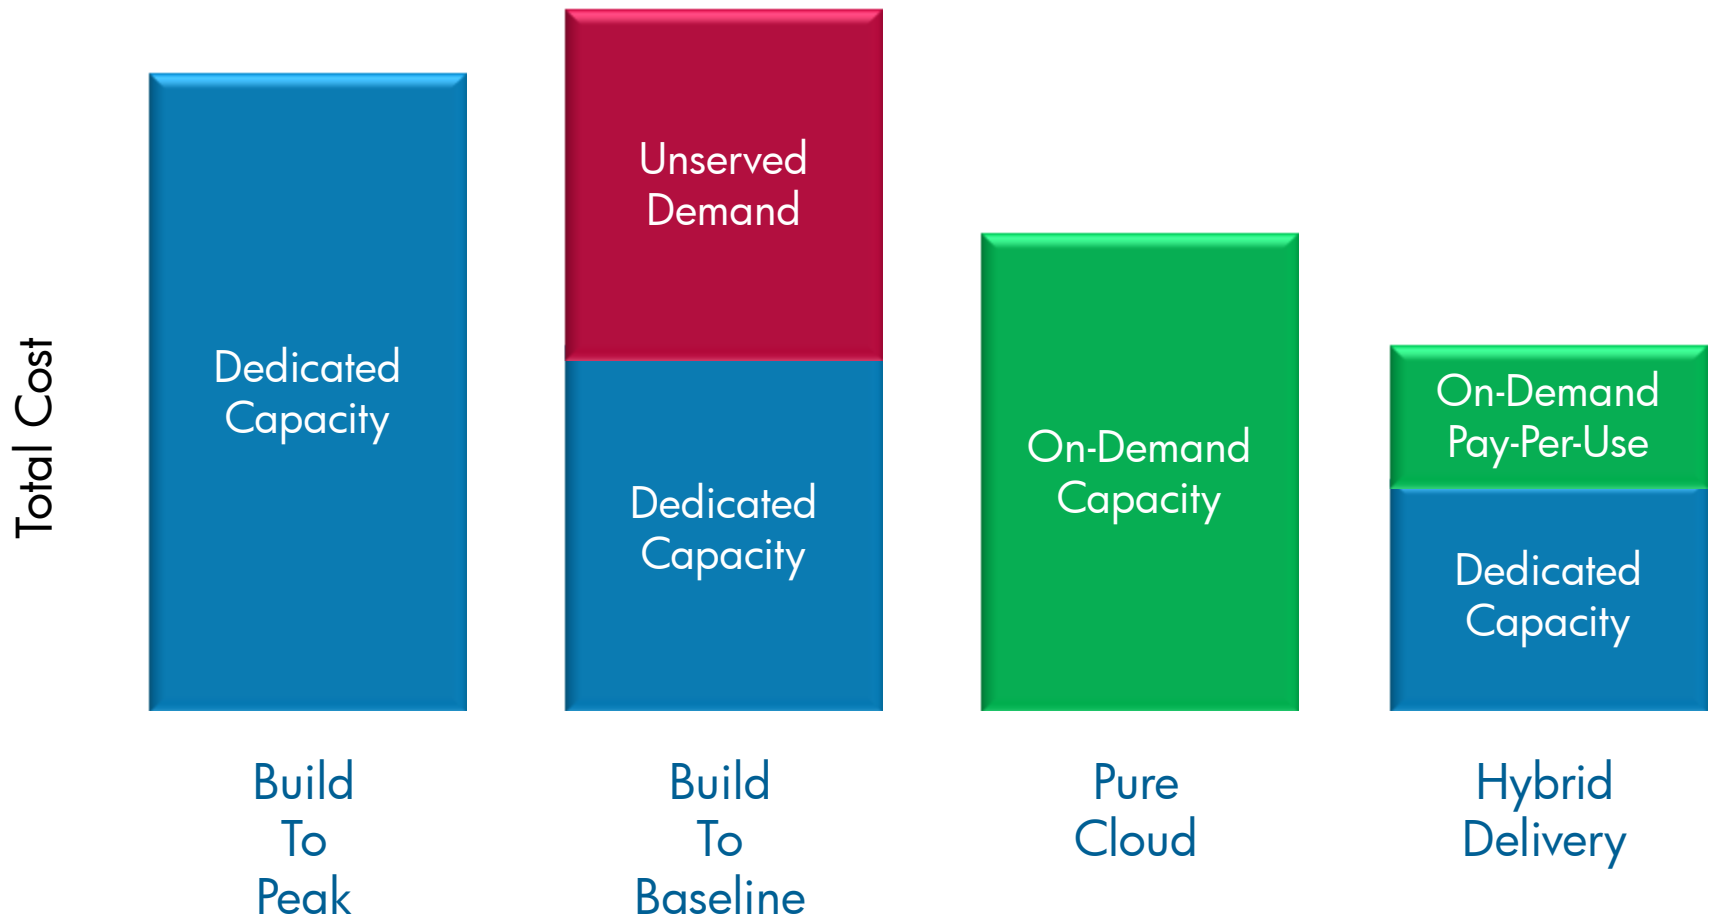 Total Cost
Dedicated
Capacity
Unserved
Demand
Dedicated
Capacity
On-Demand
Capacity
On-Demand
Pay-Per-Use
Dedicated
Capacity
Build
To
Peak
Build
To
Baseline
Pure
Cloud
Hybrid
Delivery